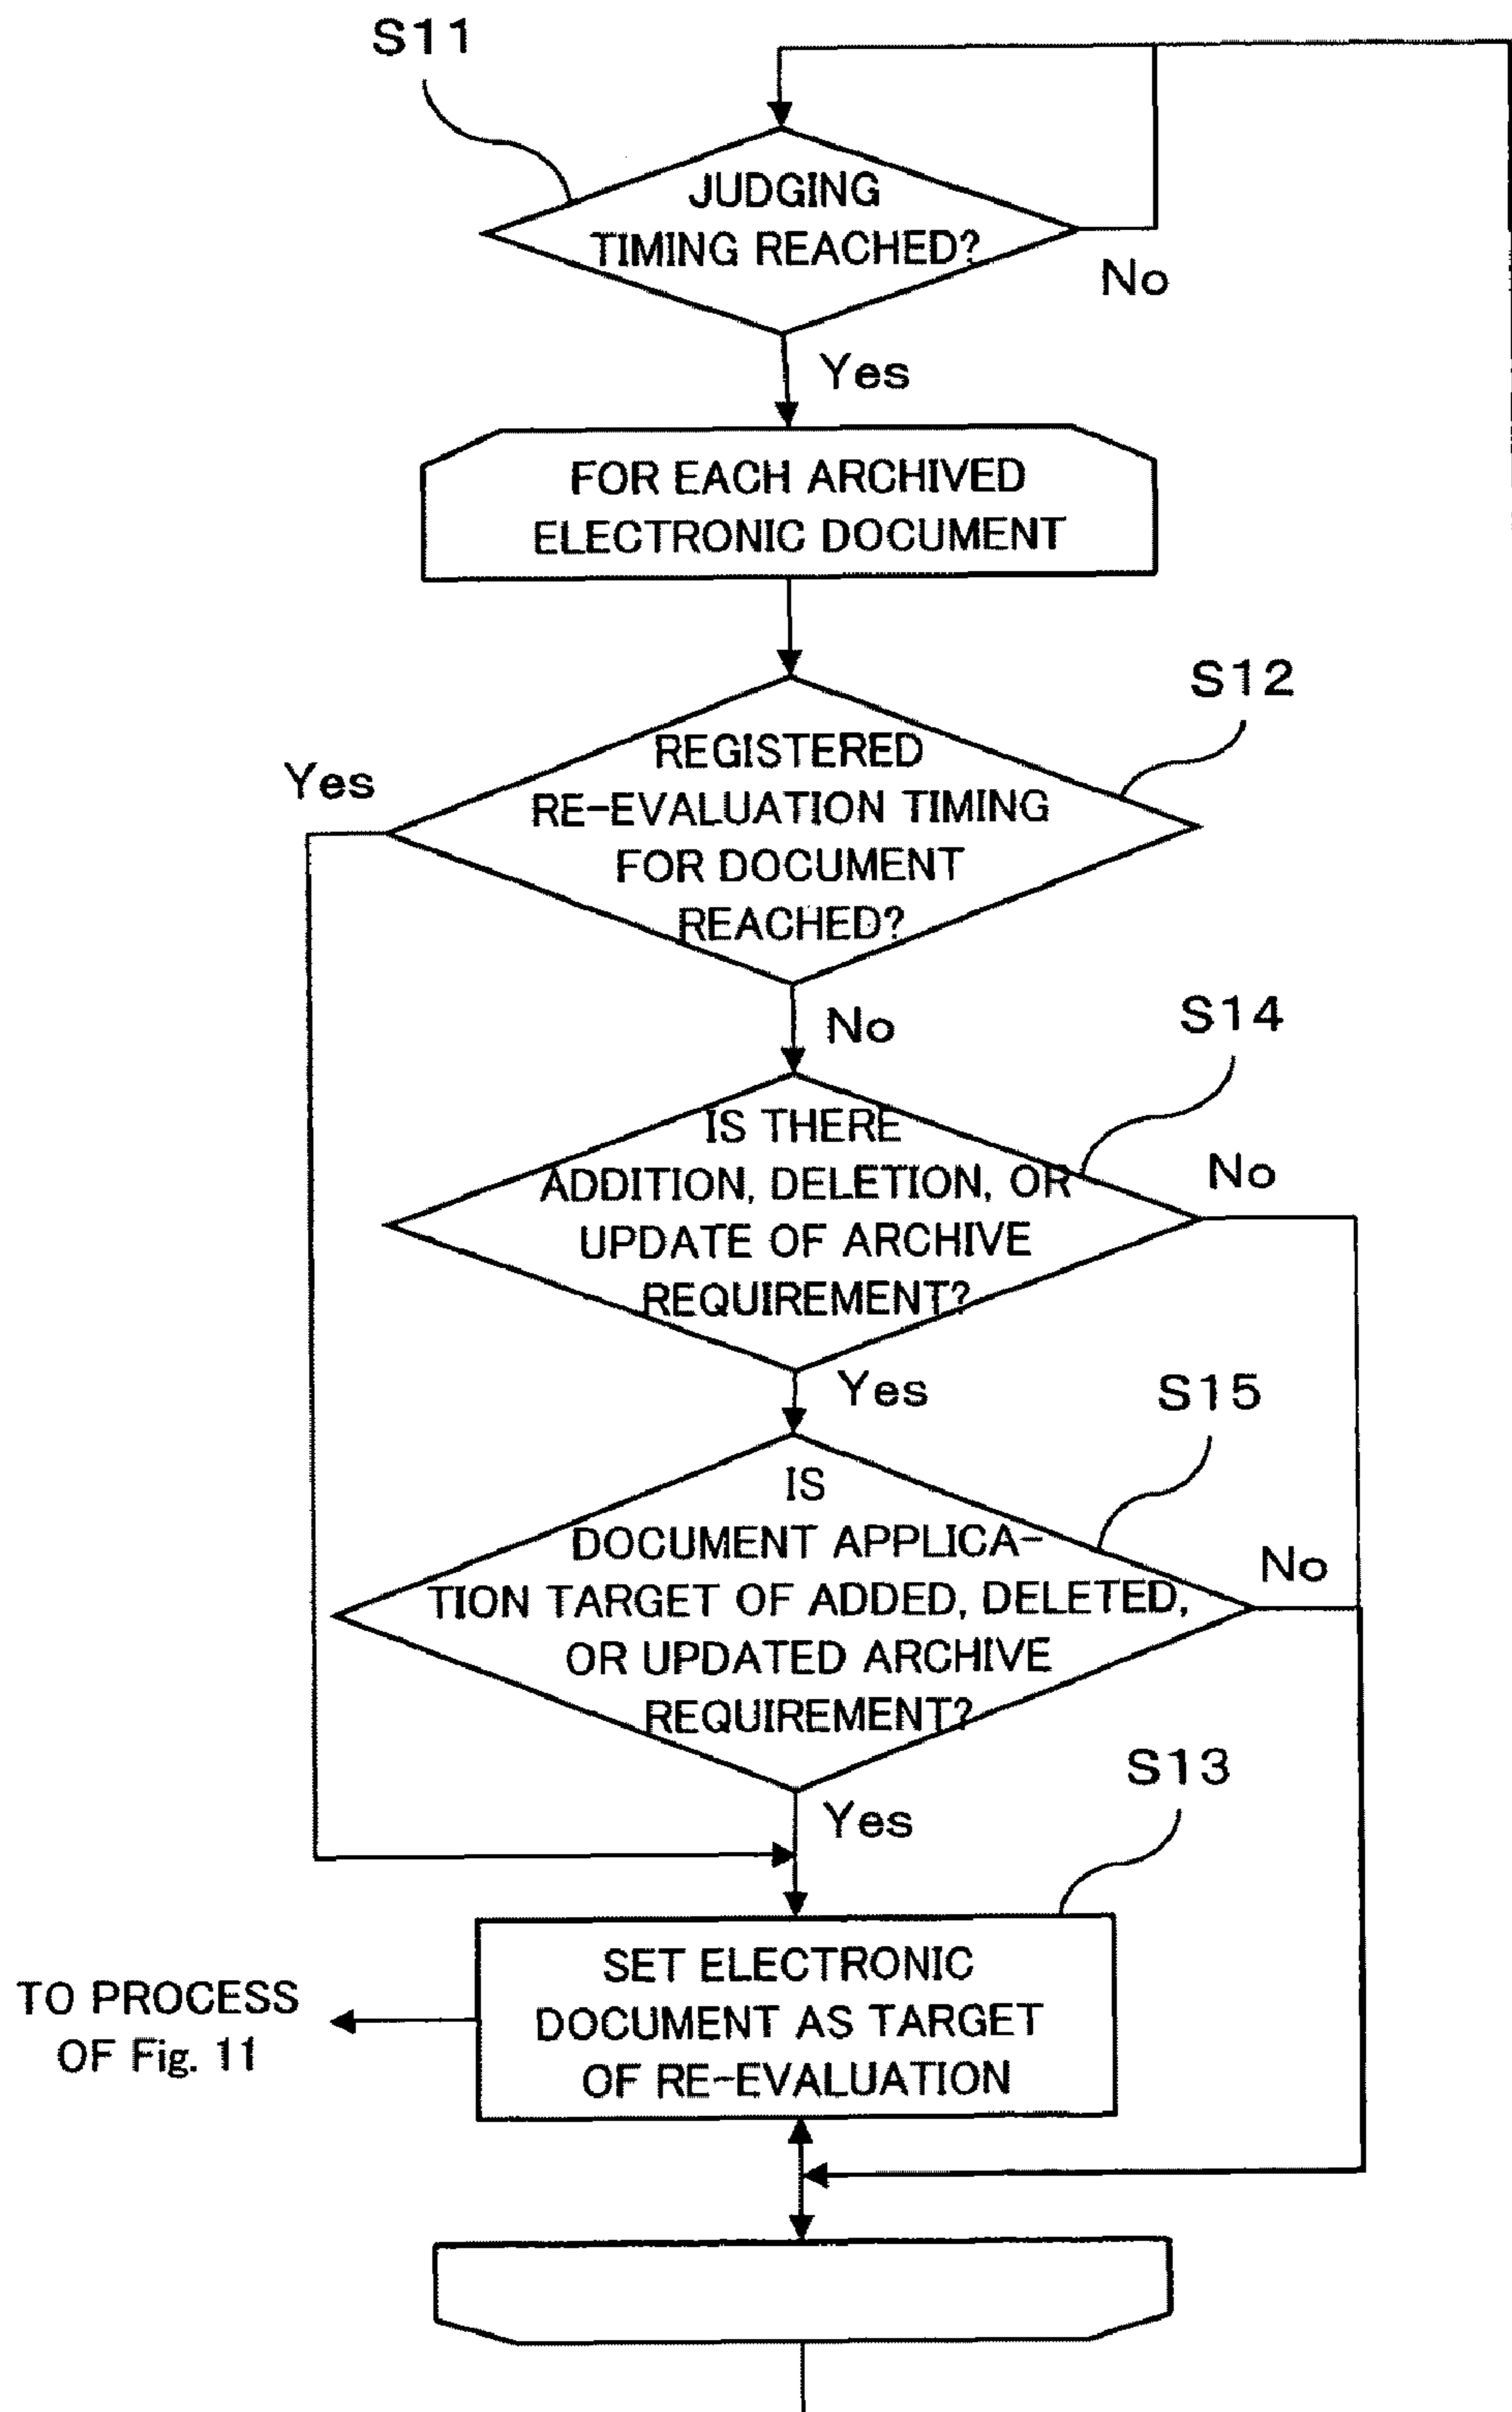 S11
JUDGING
TIMING REACHED?
No
Yes
FOR EACH ARCHIVED
ELECTRONIC DOCUMENT
S12
Yes
REGISTERED
RE-EVALUATION TIMING
FOR DOCUMENT
REACHED?
No
S14
IS THERE
ADDITION, DELETION, OR
UPDATE OF ARCHIVE
REQUIREMENT?
No
Yes
S15
IS
DOCUMENT APPLICA-
TION TARGET OF ADDED, DELETED,
OR UPDATED ARCHIVE
REQUIREMENT?
No
Yes
S13
SET ELECTRONIC
DOCUMENT AS TARGET
OF RE-EVALUATION
TO PROCESS
OF Fig. 11